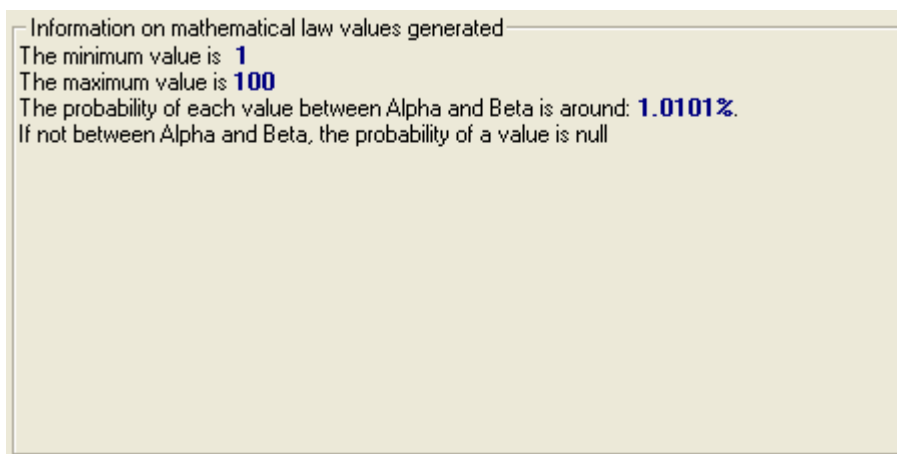 Information on mathematical law values generated
The minimum value is 1
The maximum value is 100
The probability of each value between Alpha and Beta is around: 1.0101%.
If not between Alpha and Beta, the probability of a value is null